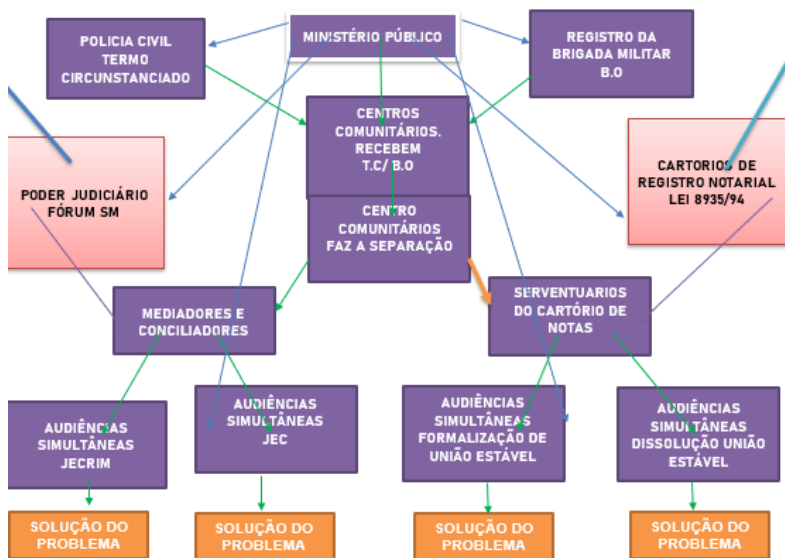 POLICIA CIVIL
TERMO
CIRCUNSTANCIADO
MINISTÉRIO PÚBLICO
REGISTRO DA
BRIGADA MILITAR
B.O
CENTROS
COMUNITÁRIOS.
RECEBEM
T.C/ B.O
PODER JUDICIÁRIO
FÓRUM SM
CARTORIOS DE
REGISTRO NOTARIAL
LEI 8935/94
CENTRO
COMUNITÁRIOS
FAZ A SEPARAÇÃO
MEDIADORES E
CONCILIADORES
SERVENTUARIOS
DO CARTÓRIO DE
NOTAS
AUDIÊNCIAS
SIMULTÂNEAS
JECRIM
AUDIÊNCIAS
SIMULTÂNEAS
JEC
AUDIÊNCIAS
SIMULTÂNEAS
FORMALIZAÇÃO DE
UNIÃO ESTÁVEL
AUDIÊNCIAS
SIMULTÂNEAS
DISSOLUÇÃO UNIÃO
ESTÁVEL
SOLUÇÃO DO
PROBLEMA
SOLUÇÃO DO
PROBLEMA
SOLUÇÃO DO
PROBLEMA
SOLUÇÃO DO
PROBLEMA